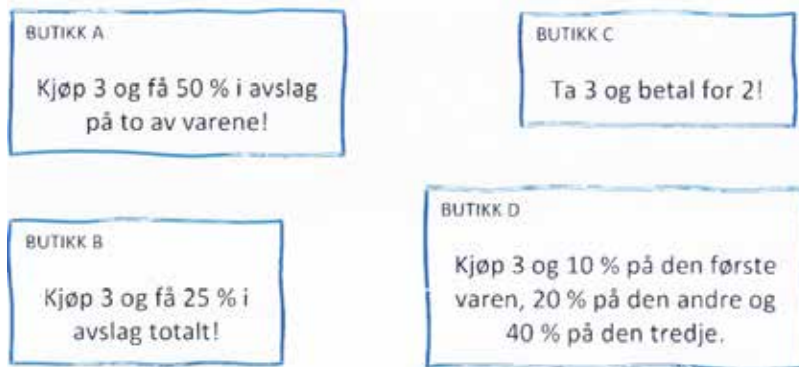 BUTIKK A
Kjøp 3 og få 50 % i avslag
på to av varene!
BUTIKK C
Ta 3 og betal for 2!
BUTIKK B
Kjøp 3 og få 25 % i
avslag totalt!
BUTIKK D
Kjøp 3 og 10 % på den første
varen, 20 % på den andre og
40 % på den tredje.